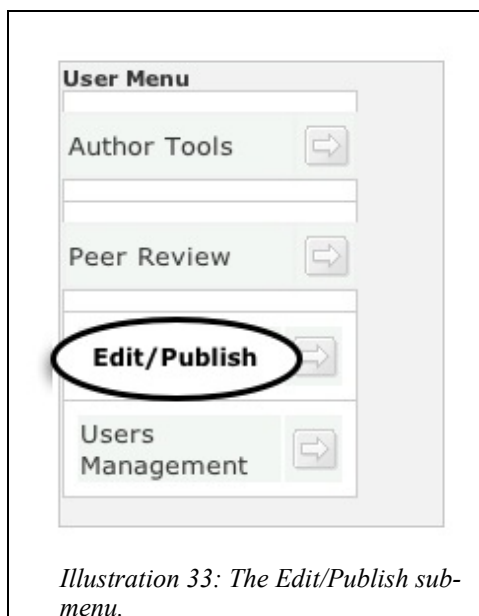 User Menu
Author Tools
Peer Review
Edit/Publish
Users
Management
Illustration 33: The Edit/Publish sub-
menu.